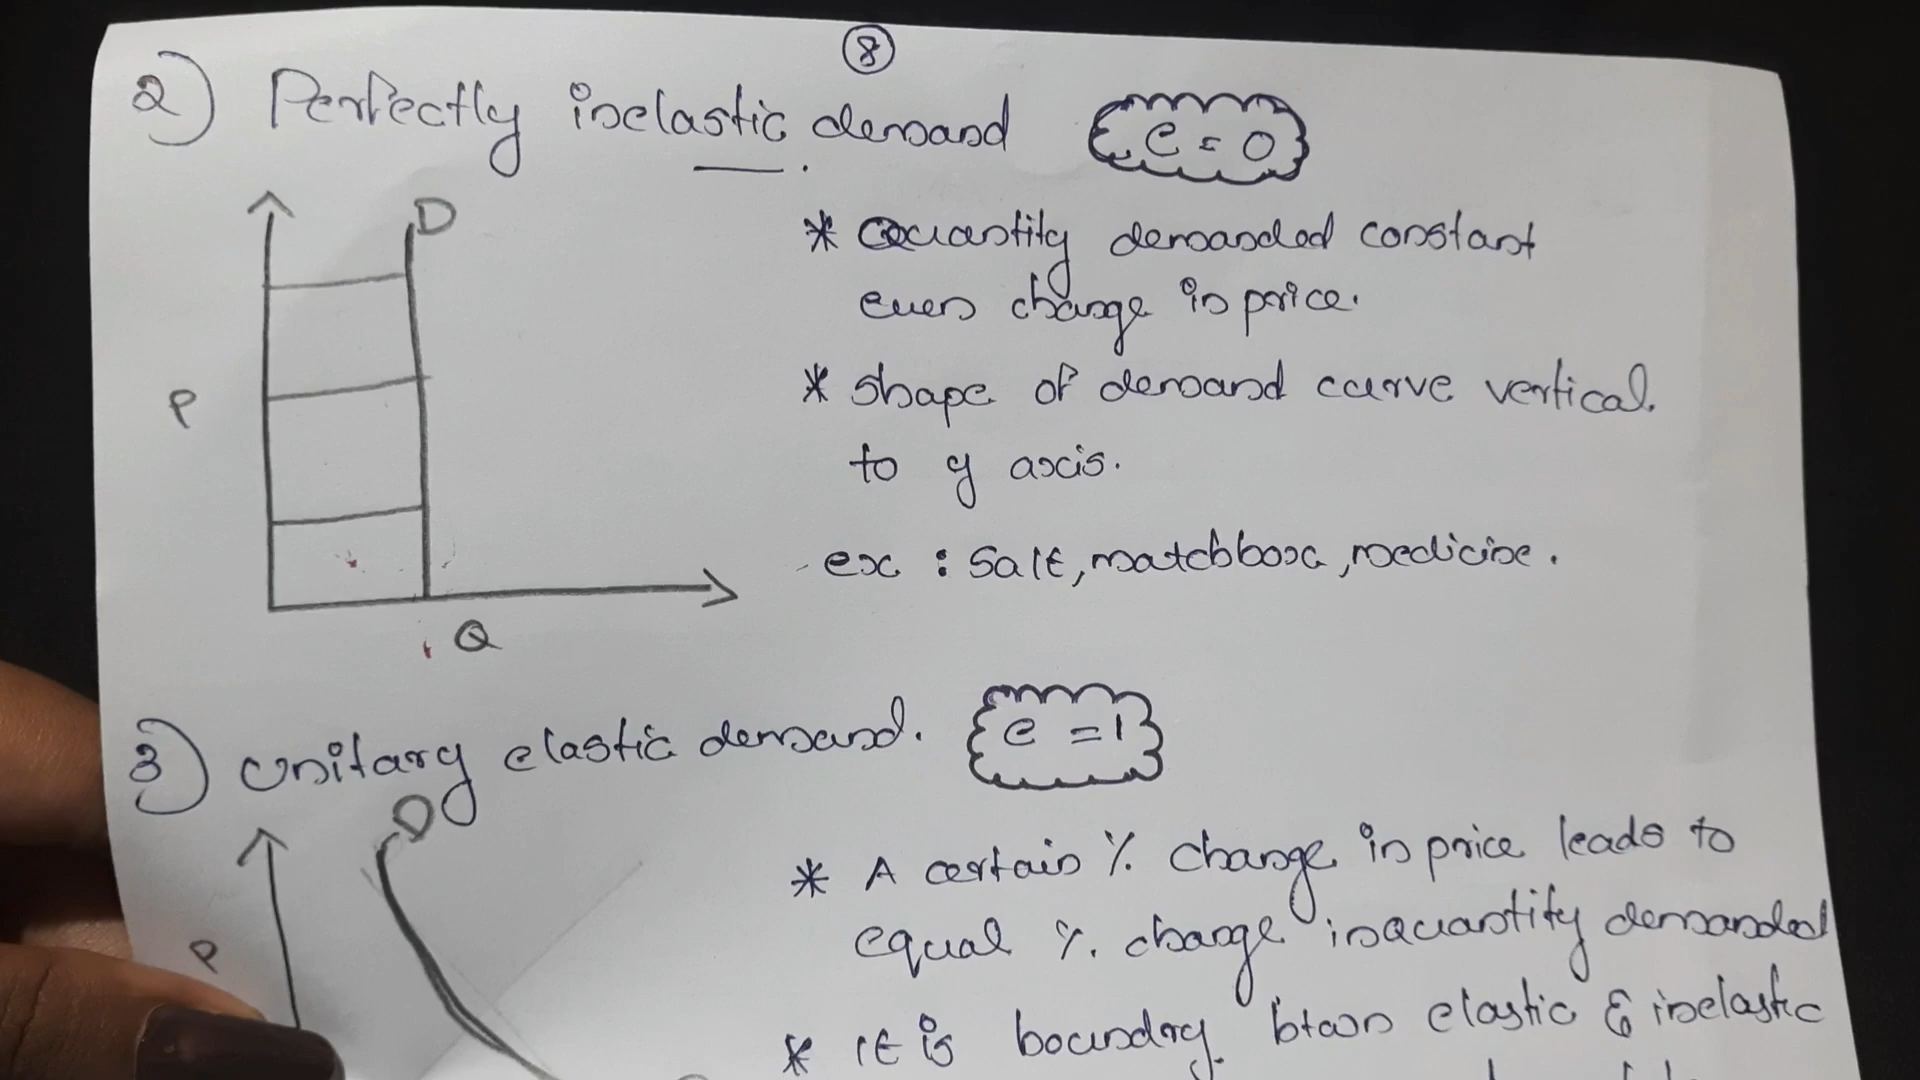 8
2) Perfectly inelastic demand e = 0
D
* Quantity demanded constant
even change in price.
P
* shape of demand curve vertical
to y axis.
ex : Salt, matchbox, medicine.
Q
3) unitary elastic demand. e = 1
D
* A certain % change in price leads to
P
equal % change in quantity demanded
* It is boundry btwn elastic & inelastic